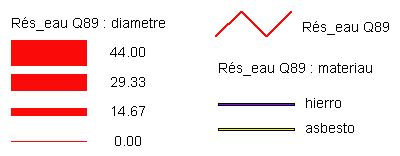 Rés_eau Q89 : diametre
44.00
29.33
14.67
0.00
Rés_eau Q89
Rés_eau Q89 : materiau
hierro
asbesto